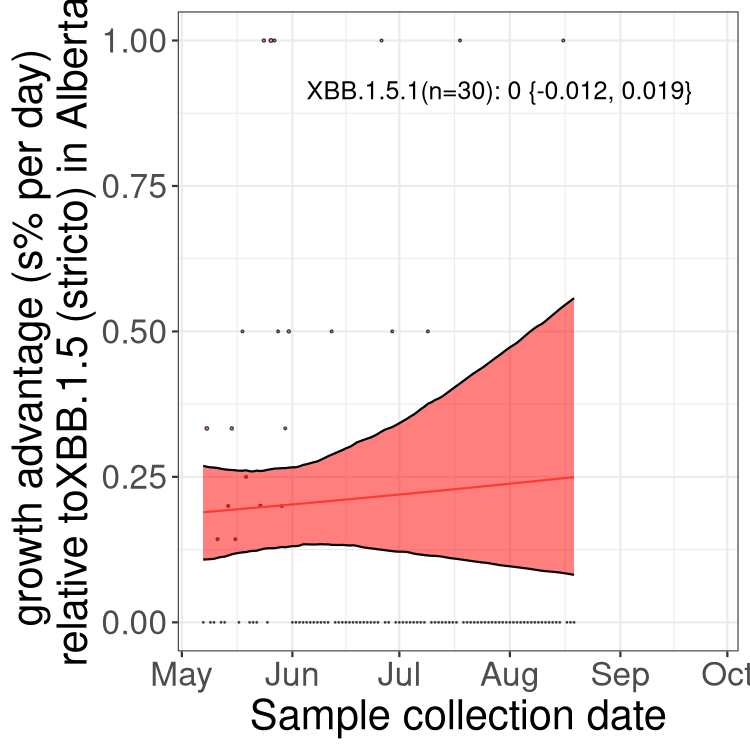 growth advantage (s% per day)
relative toXBB.1.5 (stricto) in Alberta
1.00
0.75
0.50
0.25
0.00
XBB.1.5.1(n=30): 0 {-0.012, 0.019}
May Jun Jul Aug Sep Oct
Sample collection date